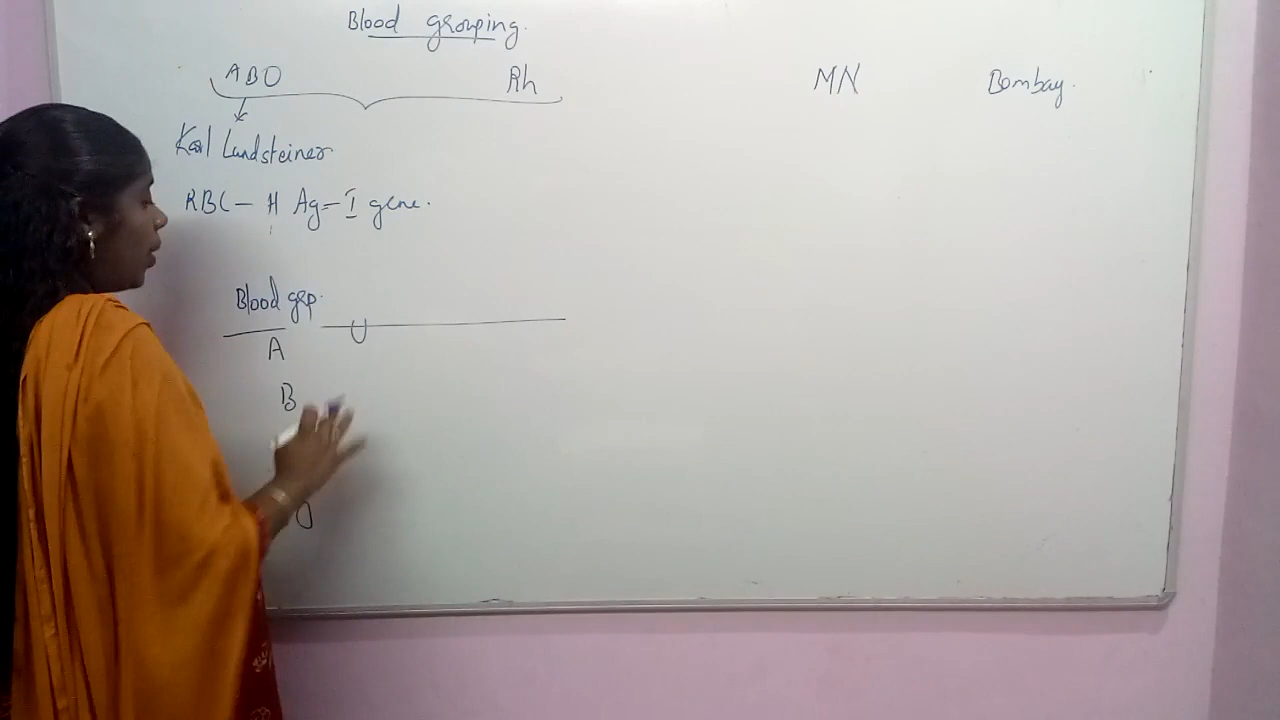 Blood grouping.
ABO Rh MN Bombay.
Karl Landsteiner
RBC - H Ag - I gene.
Blood grp.
A
B
O